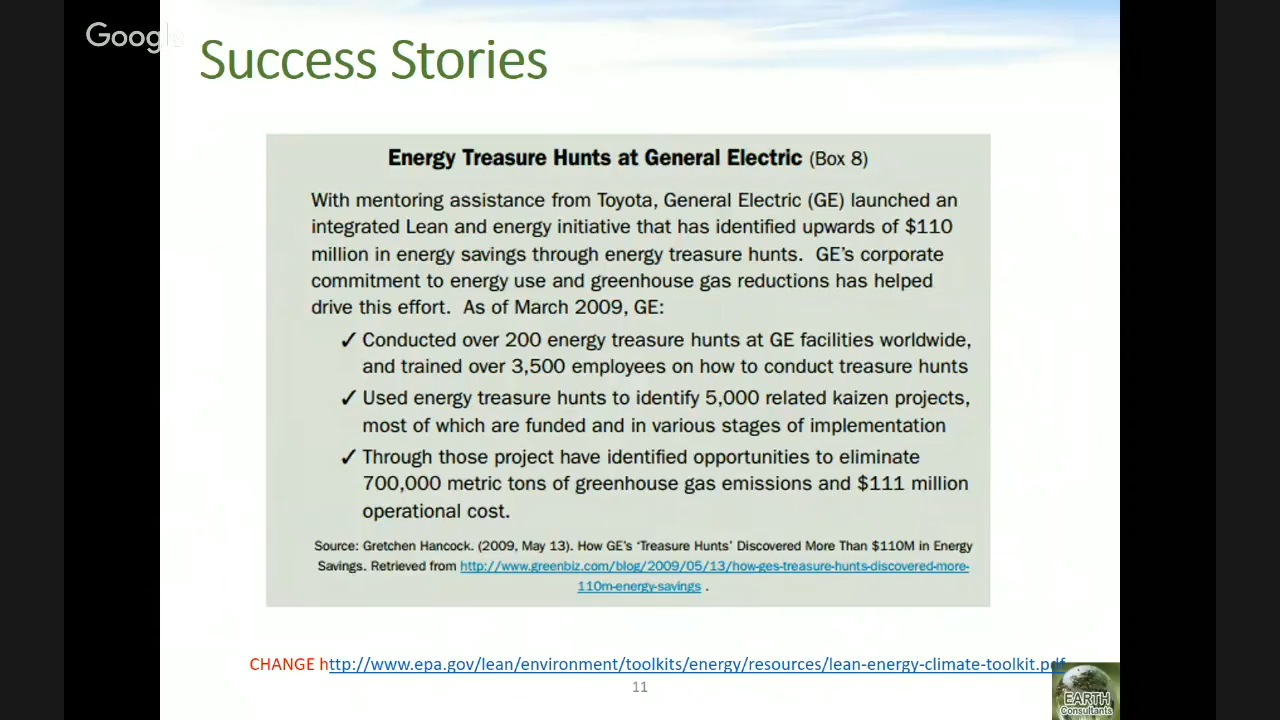 Google
Success Stories
Energy Treasure Hunts at General Electric (Box 8)
With mentoring assistance from Toyota, General Electric (GE) launched an
integrated Lean and energy initiative that has identified upwards of $110
million in energy savings through energy treasure hunts. GE's corporate
commitment to energy use and greenhouse gas reductions has helped
drive this effort. As of March 2009, GE:
✓ Conducted over 200 energy treasure hunts at GE facilities worldwide,
and trained over 3,500 employees on how to conduct treasure hunts
✓ Used energy treasure hunts to identify 5,000 related kaizen projects,
most of which are funded and in various stages of implementation
✓ Through those project have identified opportunities to eliminate
700,000 metric tons of greenhouse gas emissions and $111 million
operational cost.
Source: Gretchen Hancock. (2009, May 13). How GE's 'Treasure Hunts' Discovered More Than $110M in Energy
Savings. Retrieved from http://www.greenbiz.com/blog/2009/05/13/how-ges-treasure-hunts-discovered-more-
110m-energy-savings .
CHANGE http://www.epa.gov/lean/environment/toolkits/energy/resources/lean-energy-climate-toolkit.pdf
11
EARTH
Consultants